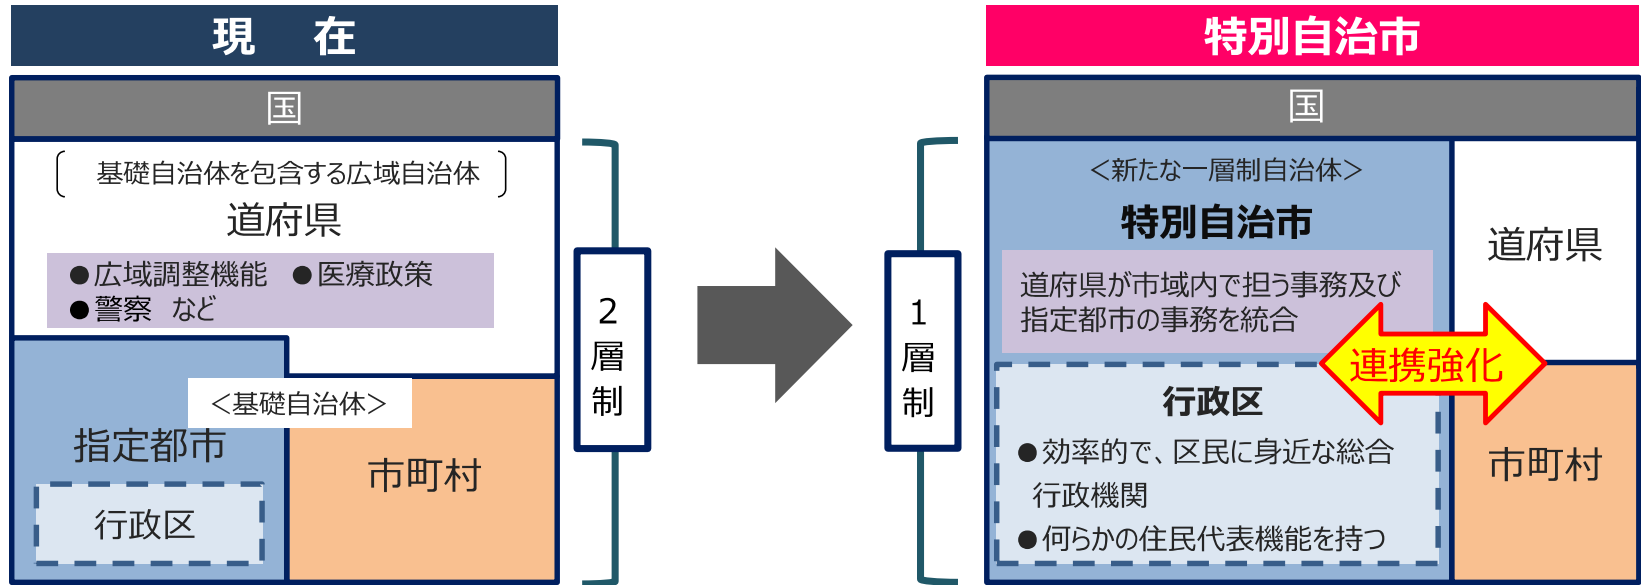 現　在
国
基礎自治体を包含する広域自治体
道府県
●広域調整機能　●医療政策
●警察　など
＜基礎自治体＞
指定都市
市町村
行政区
2層制
1層制
特別自治市
国
＜新たな一層制自治体＞
特別自治市
道府県が市域内で担う事務及び
指定都市の事務を統合
道府県
連携強化
行政区
●効率的で、区民に身近な総合
行政機関
●何らかの住民代表機能を持つ
市町村